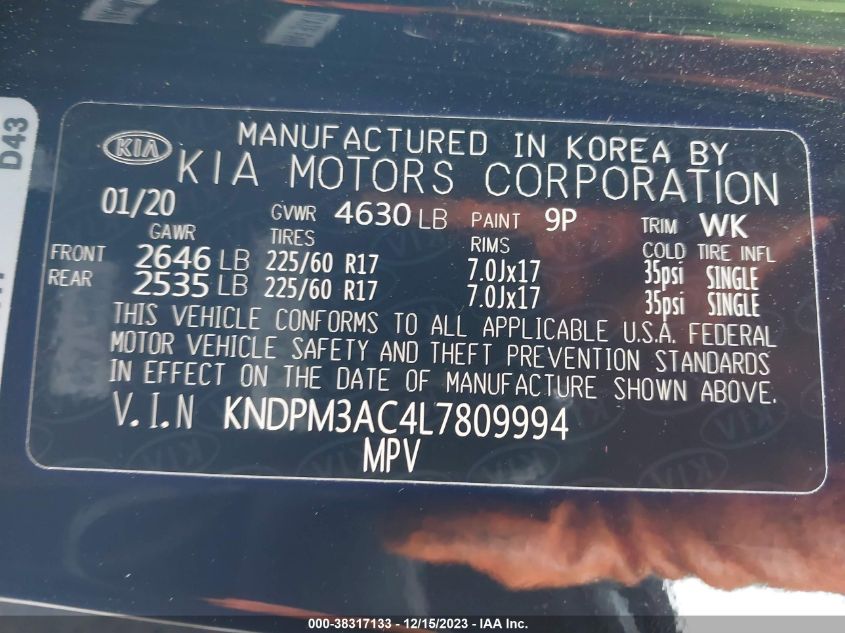 D43
KIA
MANUFACTURED IN KOREA BY
KIA MOTORS CORPORATION
01/20 GVWR 4630 LB PAINT 9P TRIM WK
GAWR TIRES RIMS COLD TIRE INFL
FRONT 2646 LB 225/60 R17 7.0Jx17 35psi SINGLE
REAR 2535 LB 225/60 R17 7.0Jx17 35psi SINGLE
THIS VEHICLE CONFORMS TO ALL APPLICABLE U.S.A. FEDERAL
MOTOR VEHICLE SAFETY AND THEFT PREVENTION STANDARDS
IN EFFECT ON THE DATE OF MANUFACTURE SHOWN ABOVE.
V.I.N KNDPM3AC4L7809994
MPV
000-38317133 - 12/15/2023 - IAA Inc.